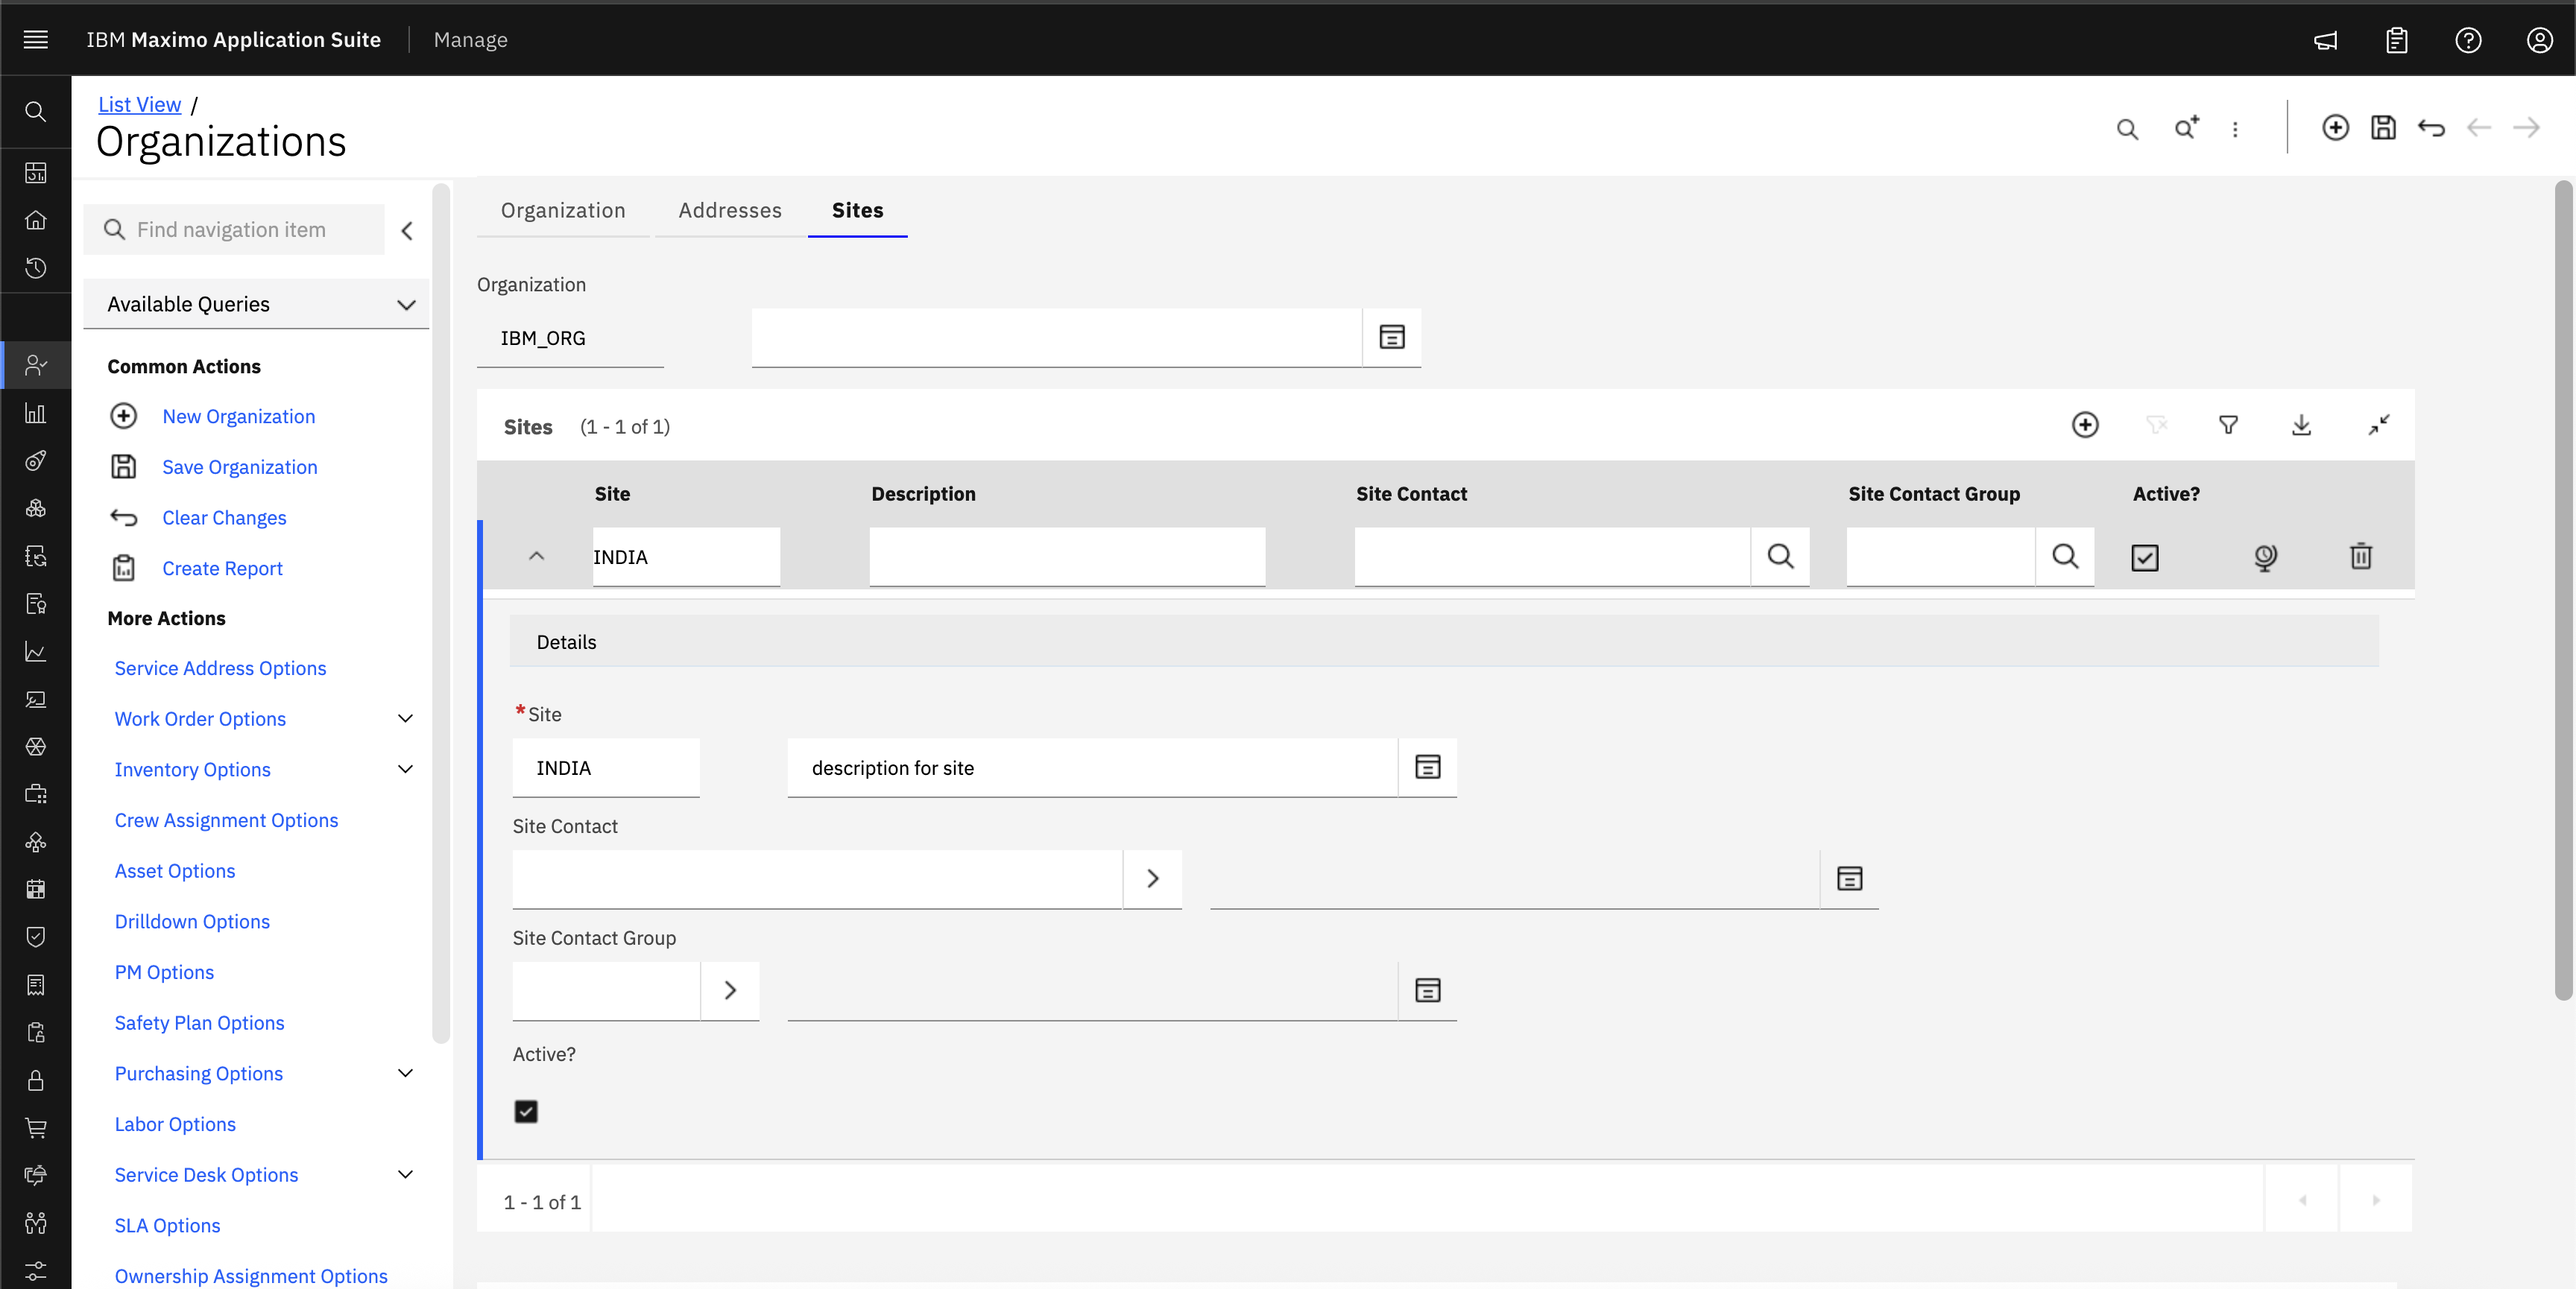 IBM Maximo Application Suite Manage
List View /
Organizations
Find navigation item
Available Queries
Common Actions
New Organization
Save Organization
Clear Changes
Create Report
More Actions
Service Address Options
Work Order Options
Inventory Options
Crew Assignment Options
Asset Options
Drilldown Options
PM Options
Safety Plan Options
Purchasing Options
Labor Options
Service Desk Options
SLA Options
Ownership Assignment Options
Organization Addresses Sites
Organization
IBM_ORG
Sites (1 - 1 of 1)
Site Description Site Contact Site Contact Group Active?
INDIA
Details
*Site
INDIA description for site
Site Contact
Site Contact Group
Active?
1 - 1 of 1